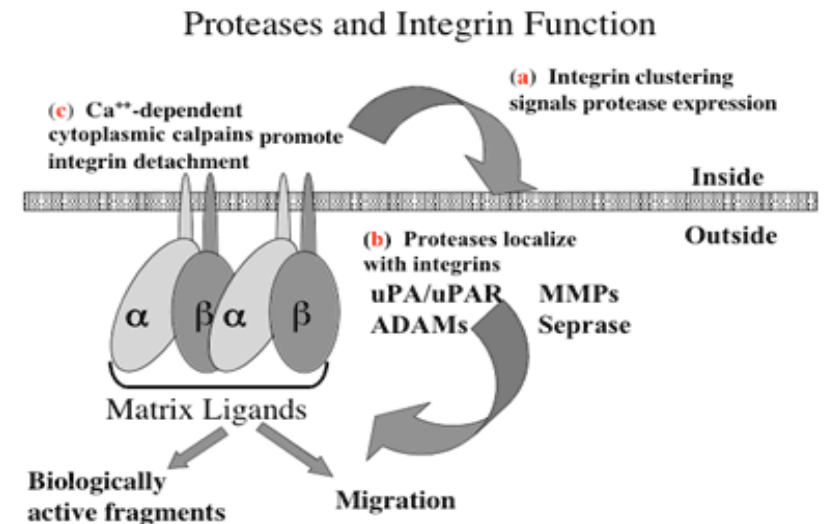 Proteases and Integrin Function
(a) Integrin clustering
signals protease expression
(c) Ca⁺⁺-dependent
cytoplasmic calpains promote
integrin detachment
Inside
Outside
(b) Proteases localize
with integrins
uPA/uPAR MMPs
ADAMs Seprase
α β α β
Matrix Ligands
Biologically
active fragments
Migration